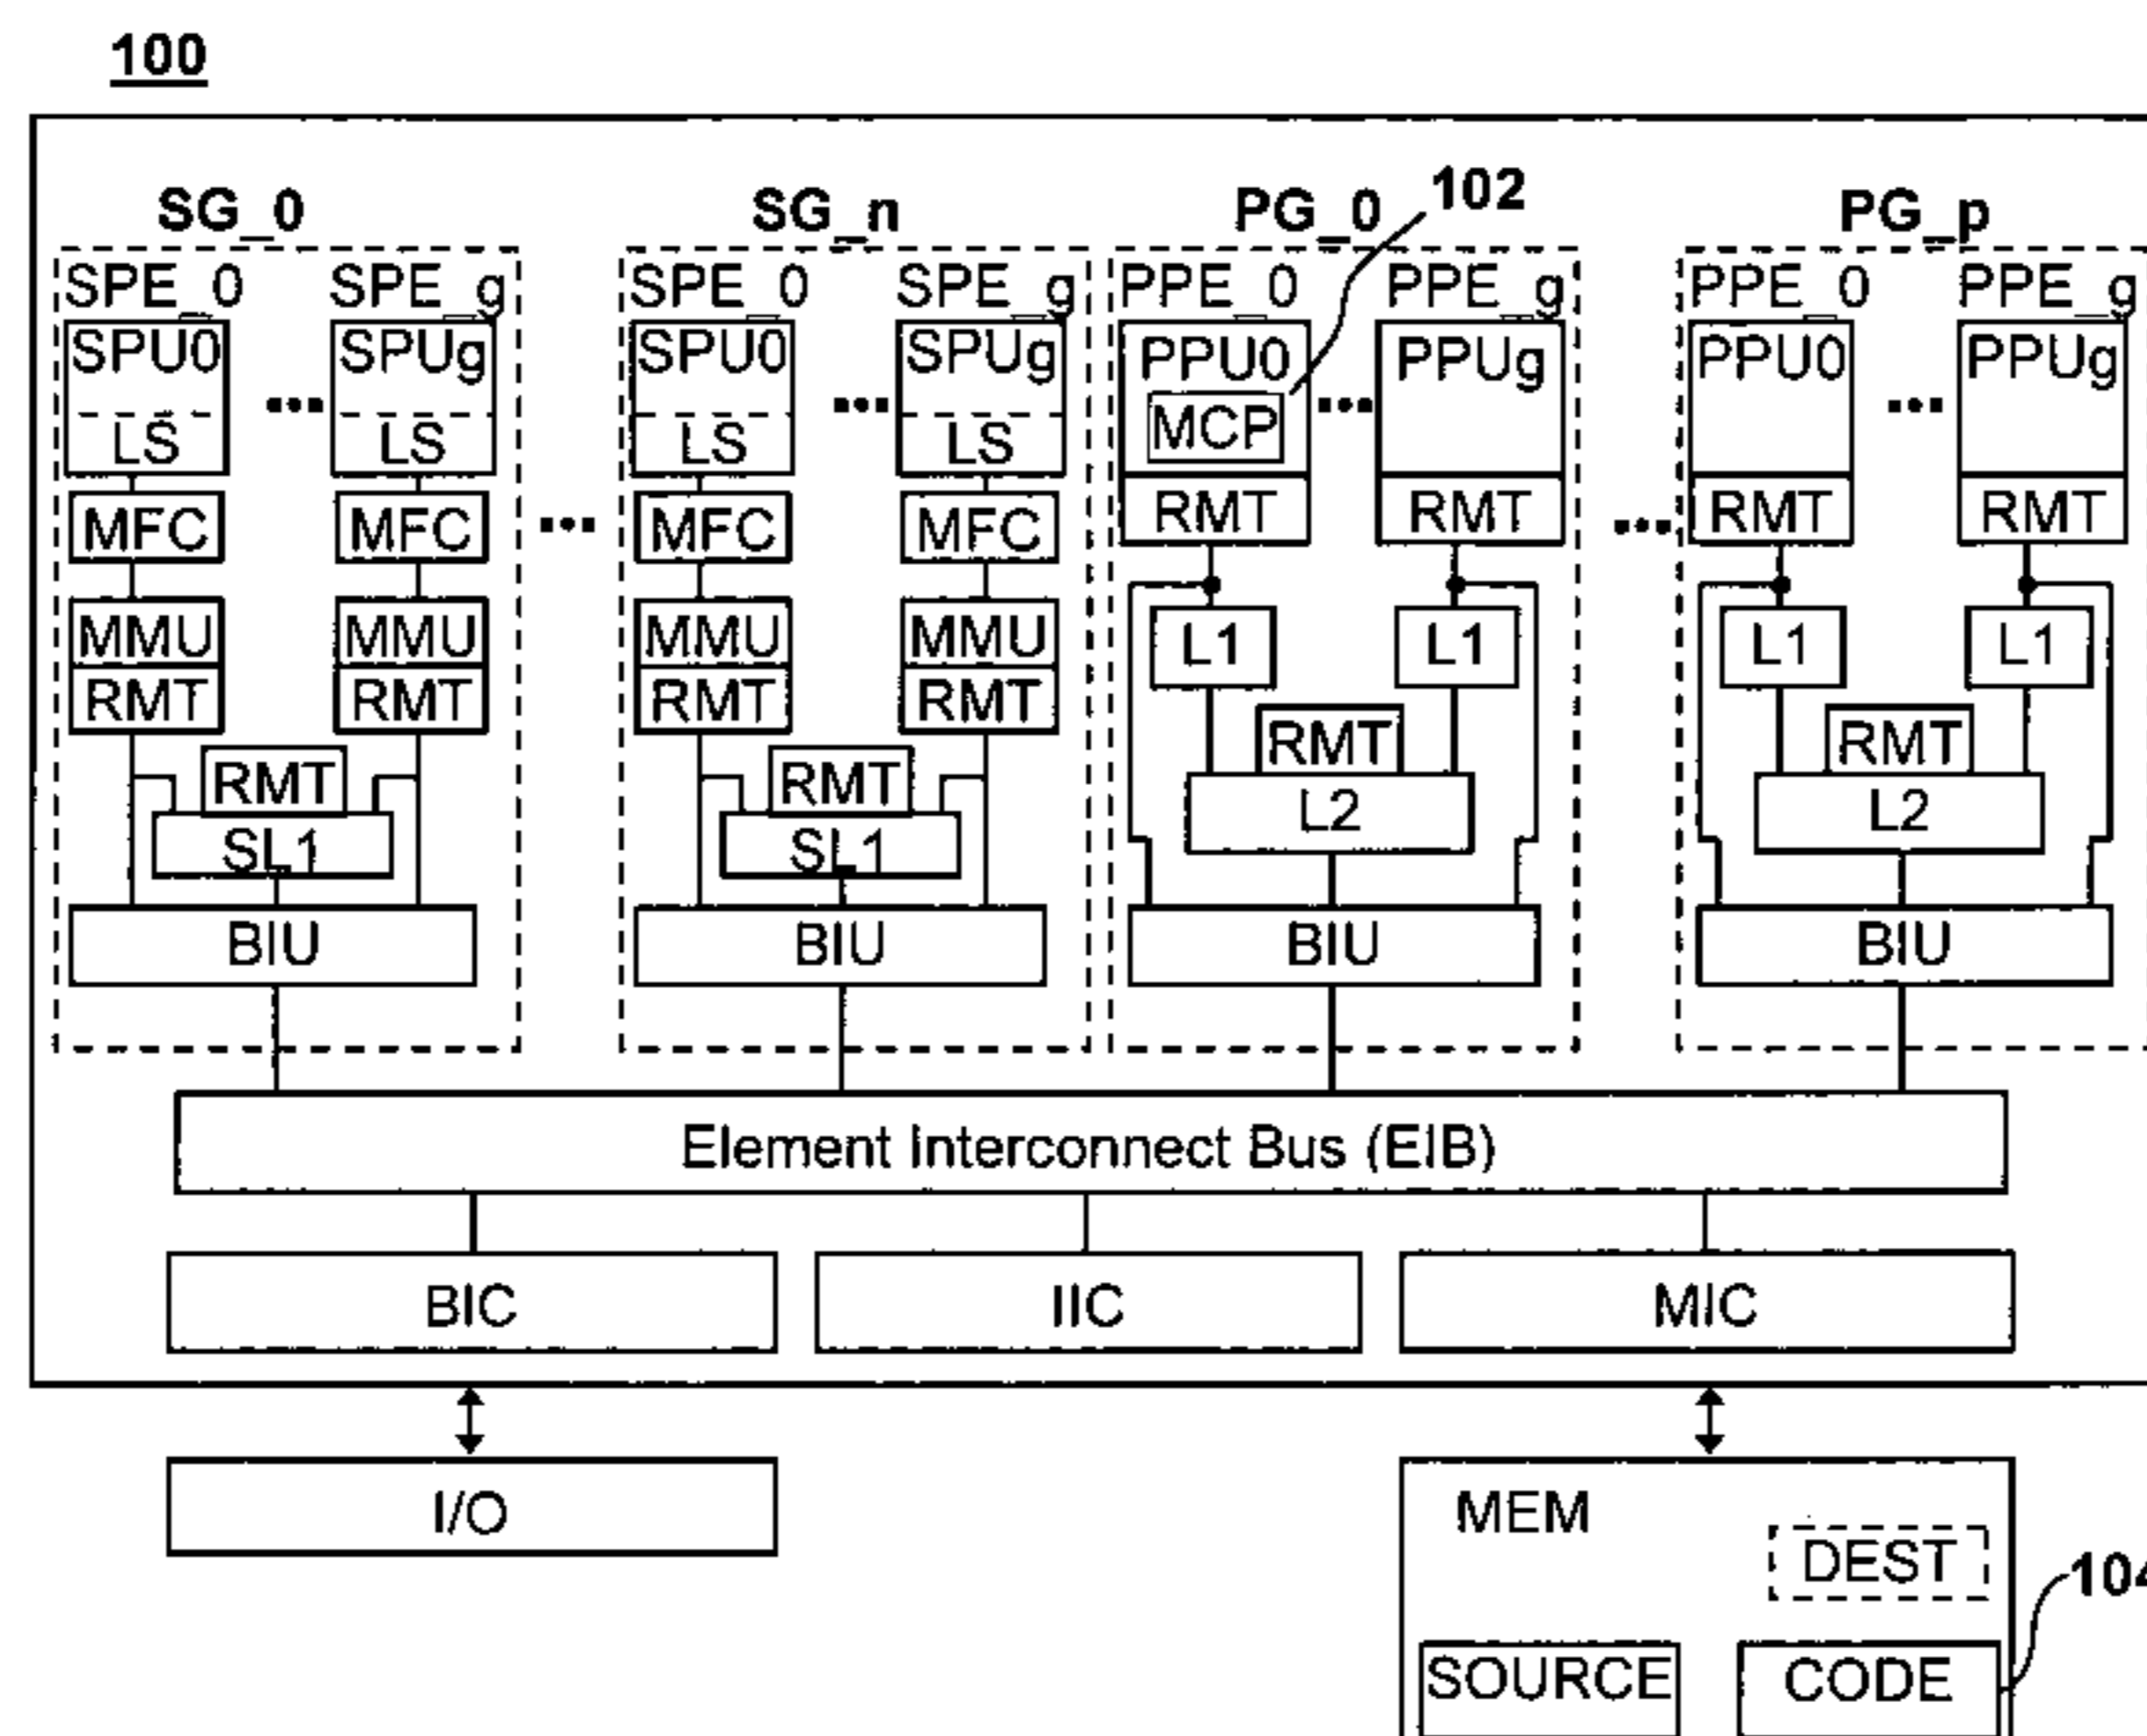 100
SG_0 SG_n PG_0 102 PG_p
SPE_0 SPE_g SPE_0 SPE_g PPE_0 PPE_g PPE_0 PPE_g
SPU0 SPUg SPU0 SPUg PPU0 PPUg PPU0 PPUg
LS LS LS LS MCP
MFC MFC MFC MFC RMT RMT RMT RMT
MMU MMU MMU MMU L1 L1 L1 L1
RMT RMT RMT RMT RMT RMT
RMT RMT L2 L2
SL1 SL1
BIU BIU BIU BIU
Element Interconnect Bus (EIB)
BIC IIC MIC
I/O MEM
DEST
104
SOURCE CODE